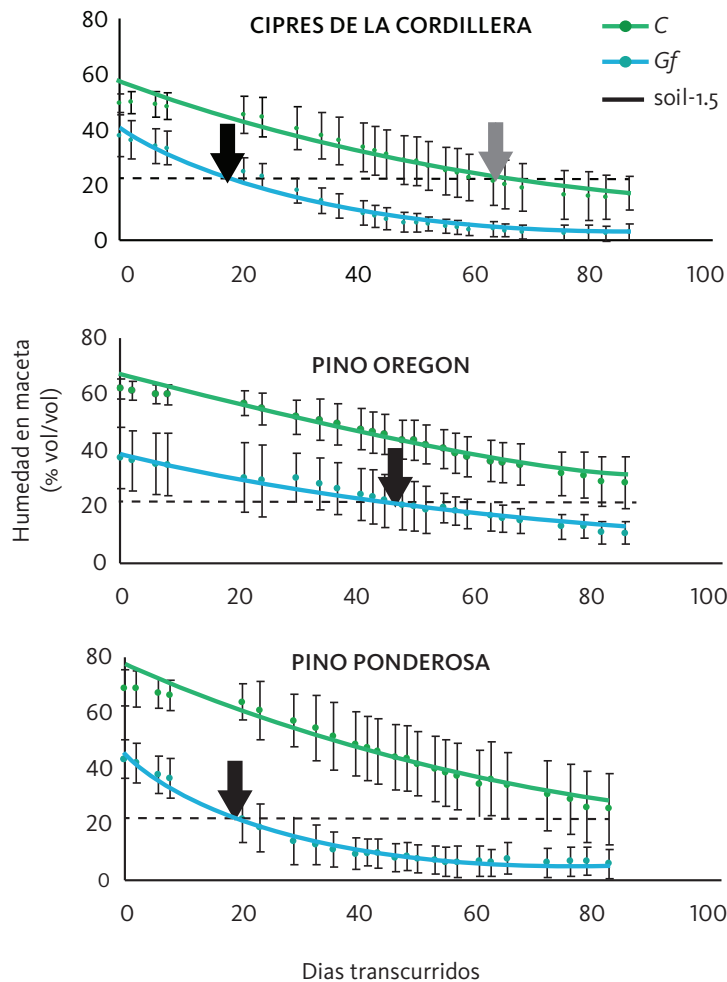 CIPRES DE LA CORDILLERA
C
Gf
soil-1.5
80
60
40
20
0
0 20 40 60 80 100
PINO OREGON
80
60
40
20
0
0 20 40 60 80 100
PINO PONDEROSA
80
60
40
20
0
0 20 40 60 80 100
Humedad en maceta
(% vol/vol)
Dias transcurridos